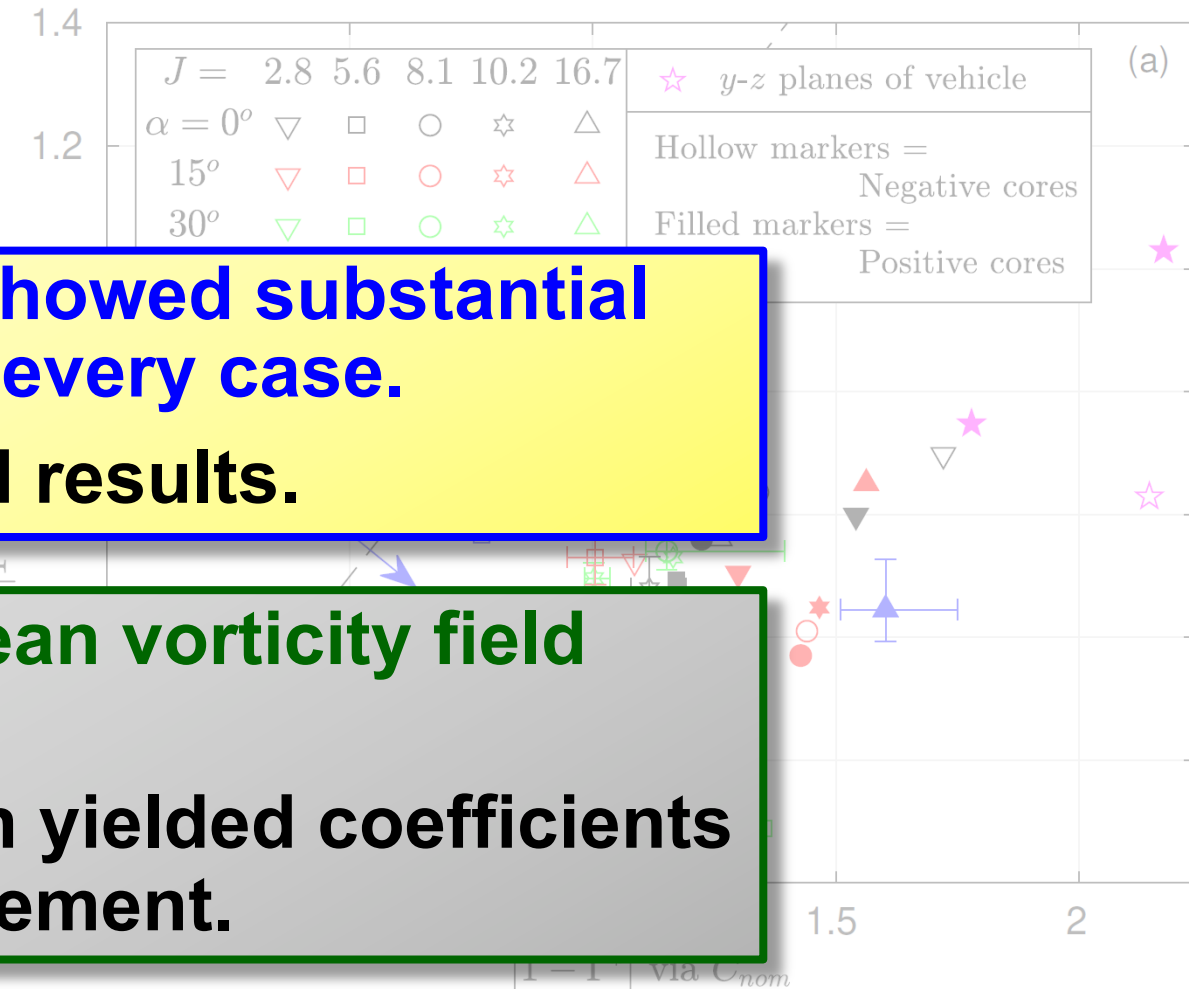 1.4
(a)
J = 2.8 5.6 8.1 10.2 16.7
y-z planes of vehicle
α = 0°
1.2
Hollow markers =
15°
Negative cores
30°
Filled markers =
Positive cores
howed substantial
every case.
results.
ean vorticity field
yielded coefficients
ement.
1.5
2
via C_nom